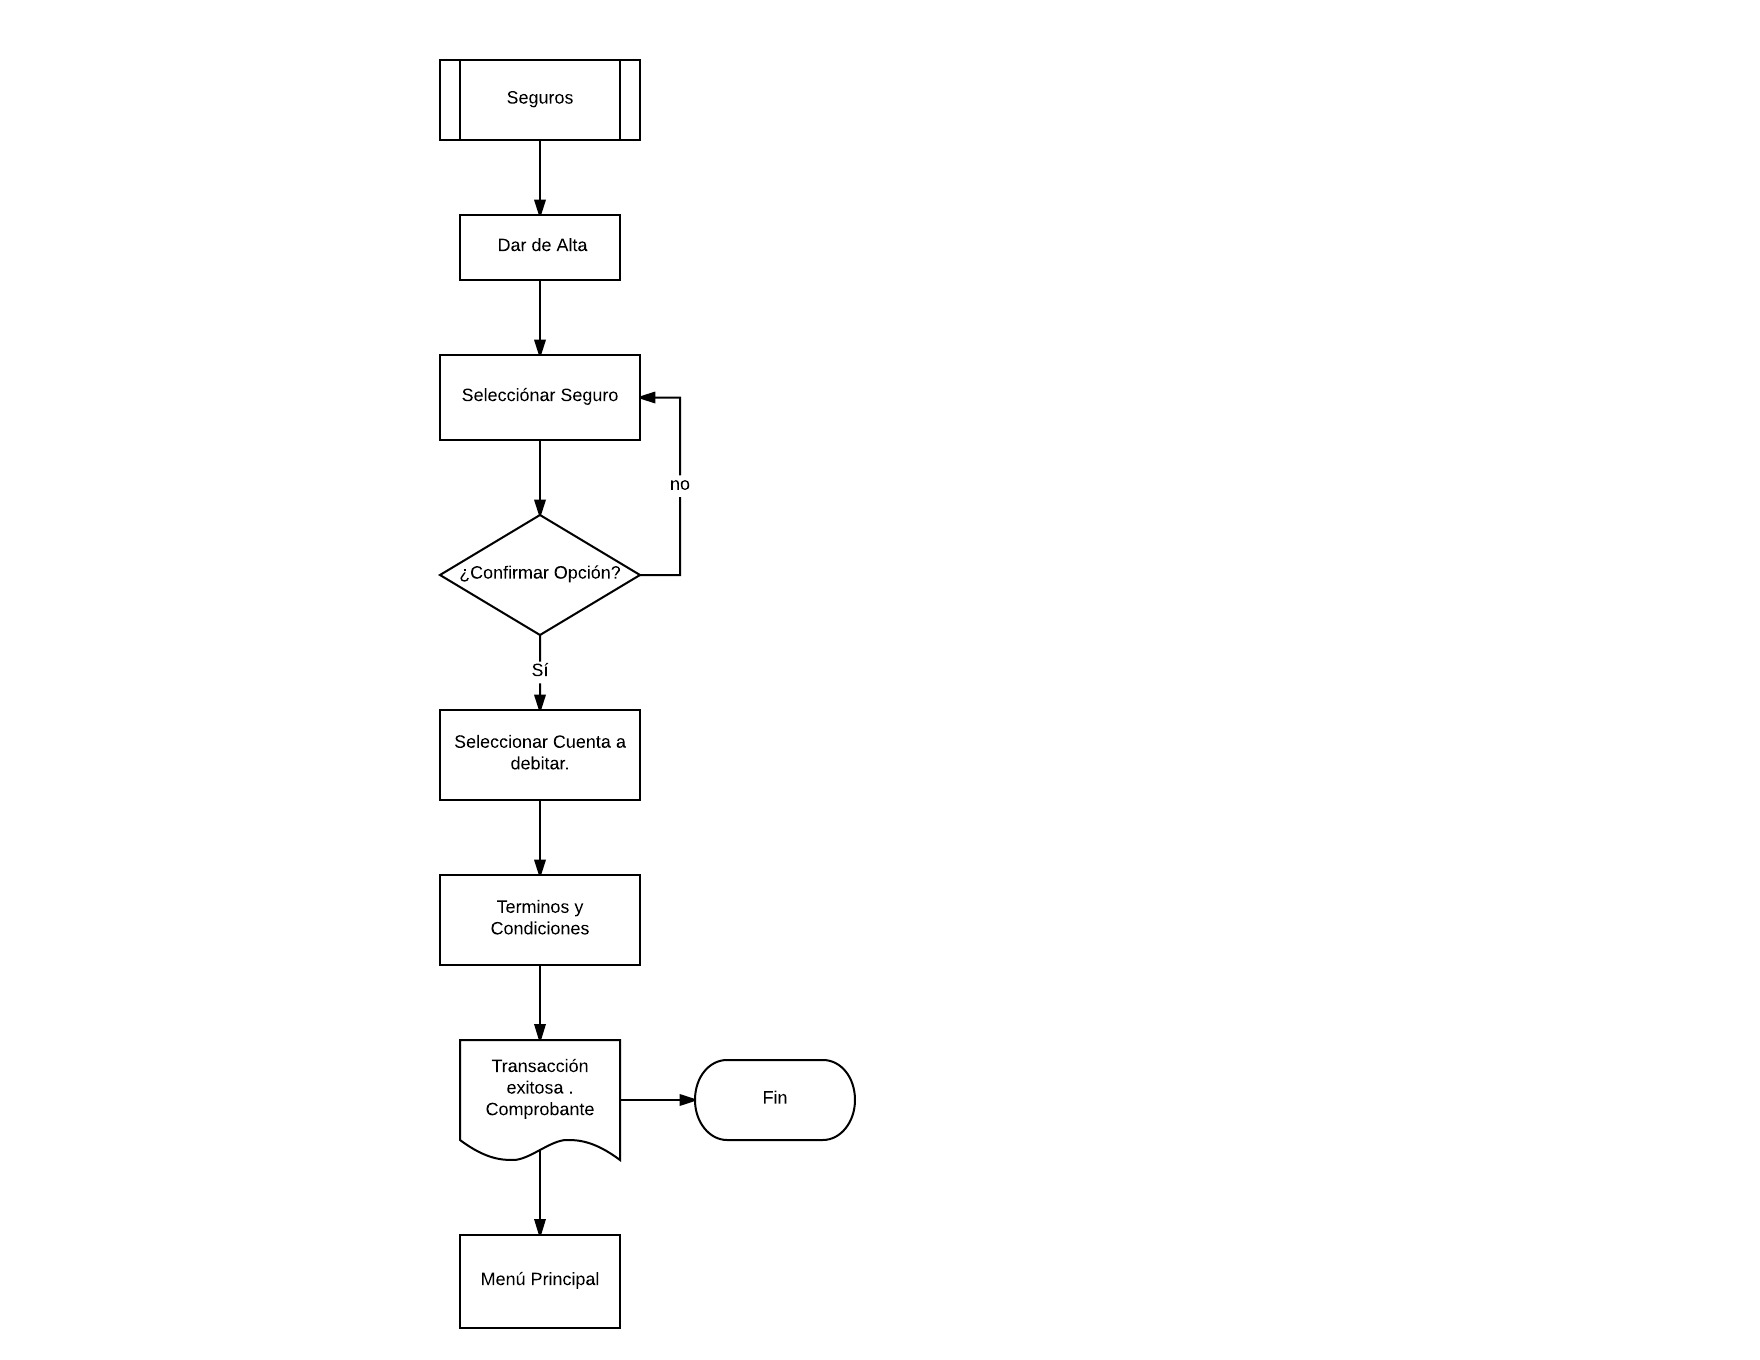 Seguros
Dar de Alta
Selecciónar Seguro
no
¿Confirmar Opción?
Sí
Seleccionar Cuenta a
debitar.
Terminos y
Condiciones
Transacción
exitosa .
Comprobante
Fin
Menú Principal